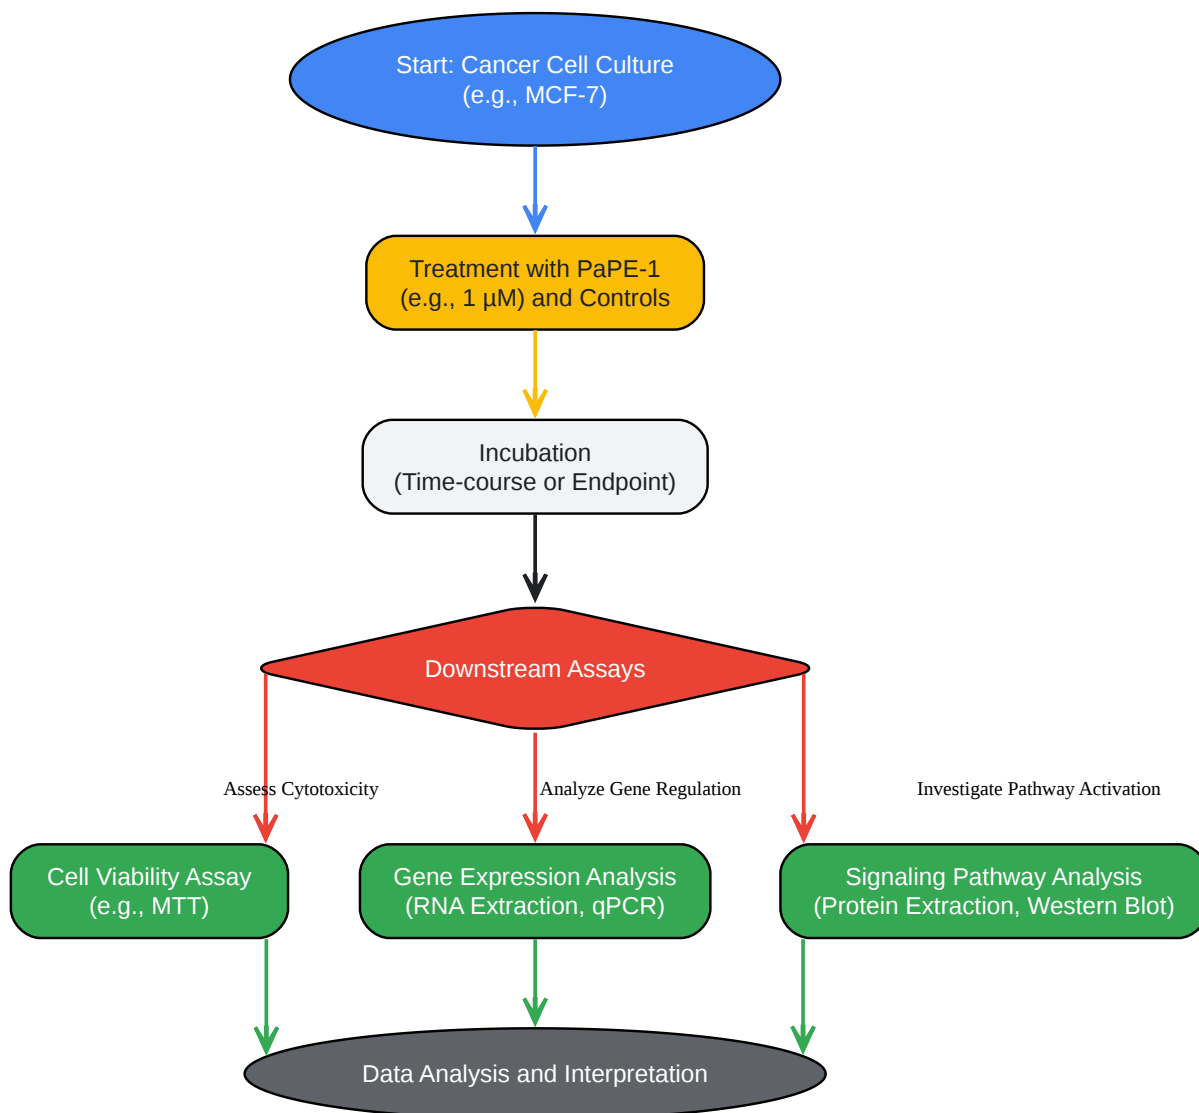 Start: Cancer Cell Culture
(e.g., MCF-7)
Treatment with PaPE-1
(e.g., 1 µM) and Controls
Incubation
(Time-course or Endpoint)
Downstream Assays
Assess Cytotoxicity
Analyze Gene Regulation
Investigate Pathway Activation
Cell Viability Assay
(e.g., MTT)
Gene Expression Analysis
(RNA Extraction, qPCR)
Signaling Pathway Analysis
(Protein Extraction, Western Blot)
Data Analysis and Interpretation